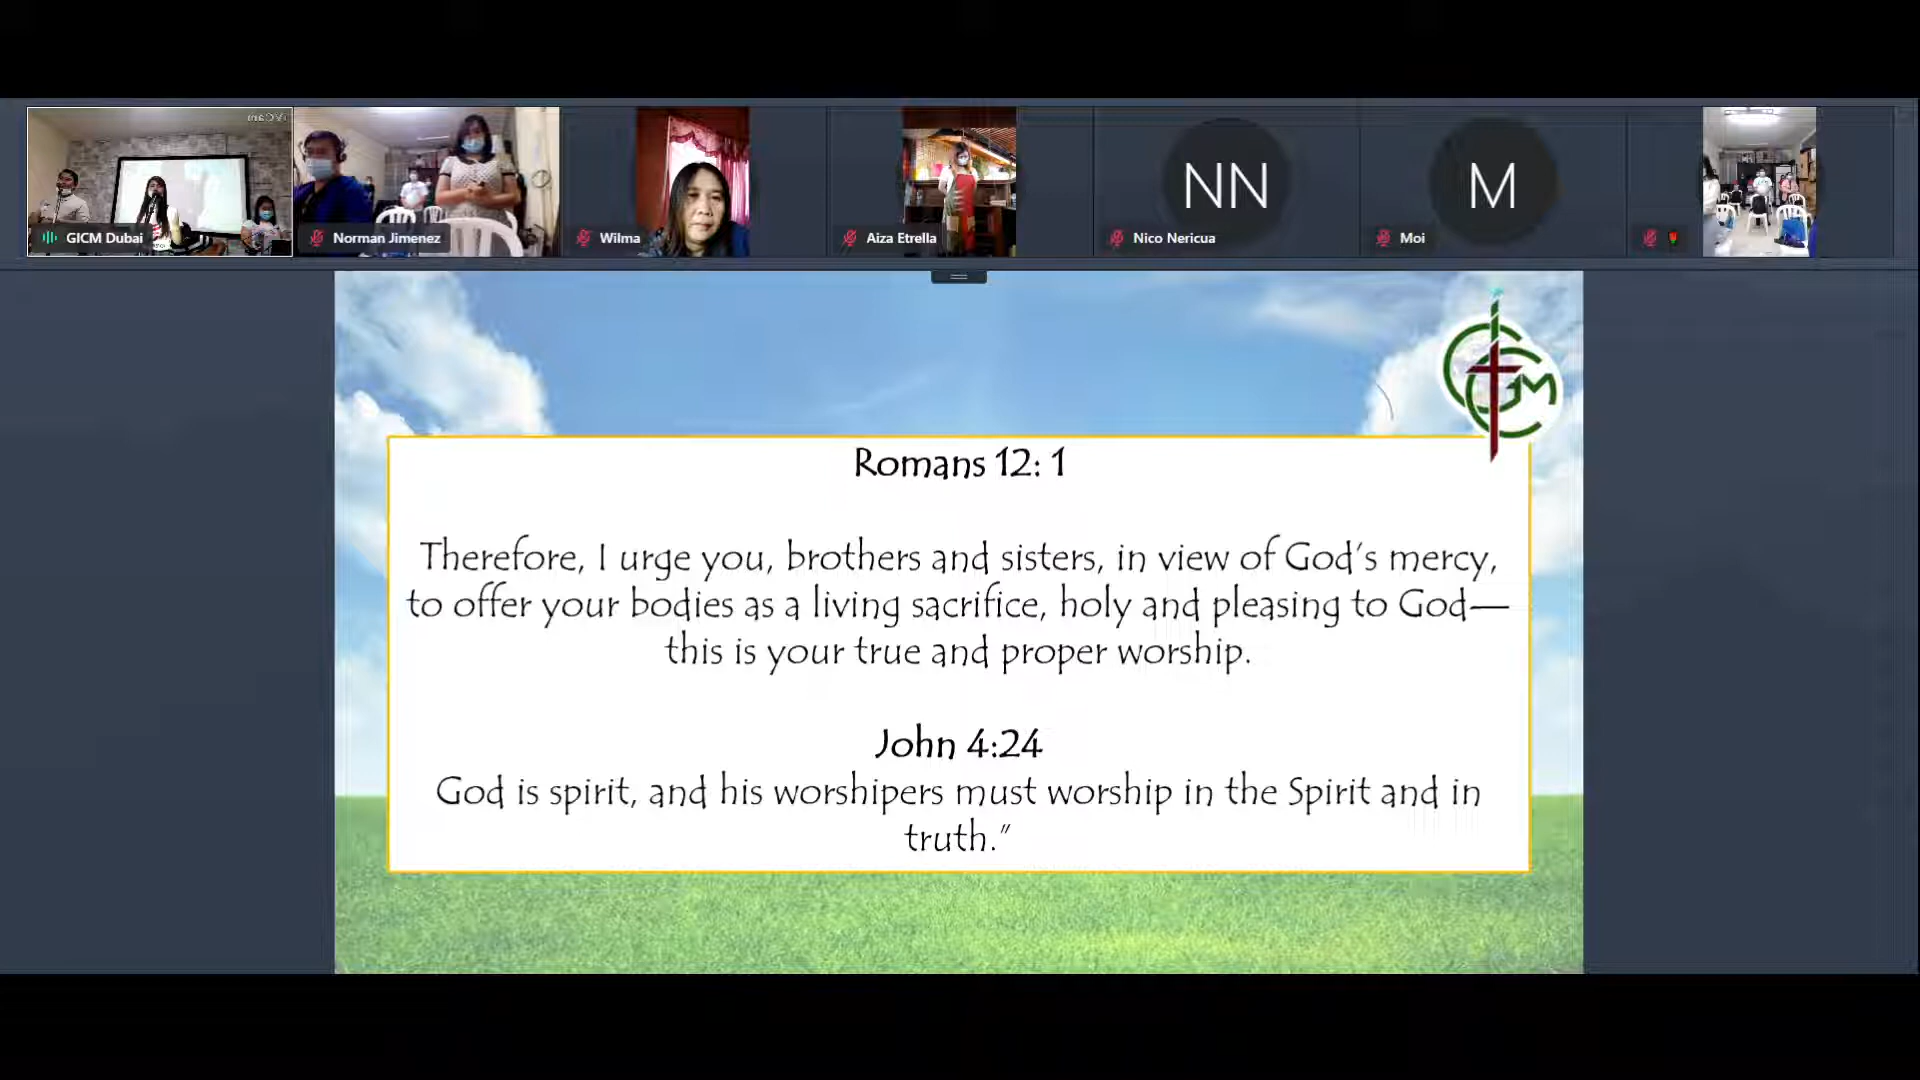 iVCam
GICM Dubai
Norman Jimenez
Wilma
Aiza Etrella
NN
Nico Nericua
M
Moi
GICM
Romans 12: 1
Therefore, I urge you, brothers and sisters, in view of God’s mercy,
to offer your bodies as a living sacrifice, holy and pleasing to God—
this is your true and proper worship.
John 4:24
God is spirit, and his worshipers must worship in the Spirit and in
truth.”